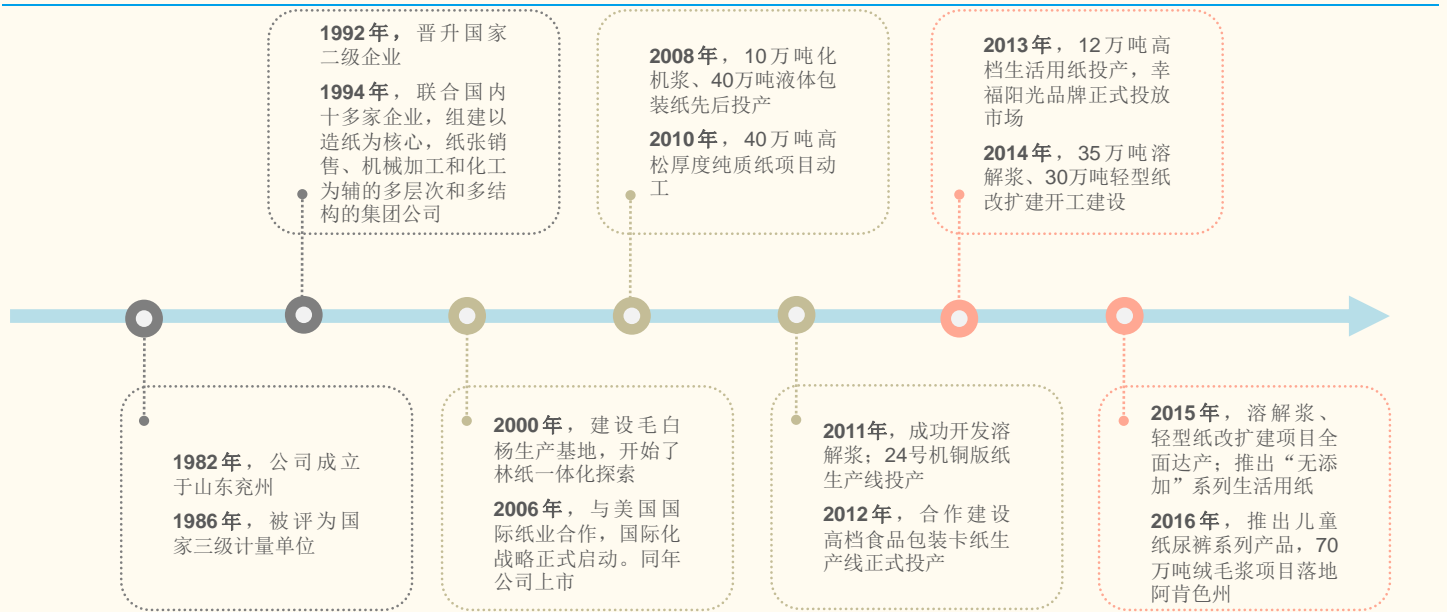 1992年，晋升国家
二级企业
1994年，联合国内
十多家企业，组建以
造纸为核心，纸张销
售、机械加工和化工
为辅的多层次和多结
构的集团公司
2008年，10万吨化
机浆、40万吨液体包
装纸先后投产
2010年，40万吨高
松厚度纯质纸项目动
工
2013年，12万吨高
档生活用纸投产，幸
福阳光品牌正式投放
市场
2014年，35万吨溶
解浆、30万吨轻型纸
改扩建开工建设
1982年，公司成立
于山东兖州
1986年，被评为国
家三级计量单位
2000年，建设毛白
杨生产基地，开始了
林纸一体化探索
2006年，与美国国
际纸业合作，国际化
战略正式启动。同年
公司上市
2011年，成功开发溶
解浆；24号机铜版纸
生产线投产
2012年，合作建设
高档食品包装卡纸生
产线正式投产
2015年，溶解浆、
轻型纸改扩建项目全
面达产；推出“无添
加”系列生活用纸
2016年，推出儿童
纸尿裤系列产品，70
万吨绒毛浆项目落地
阿肯色州